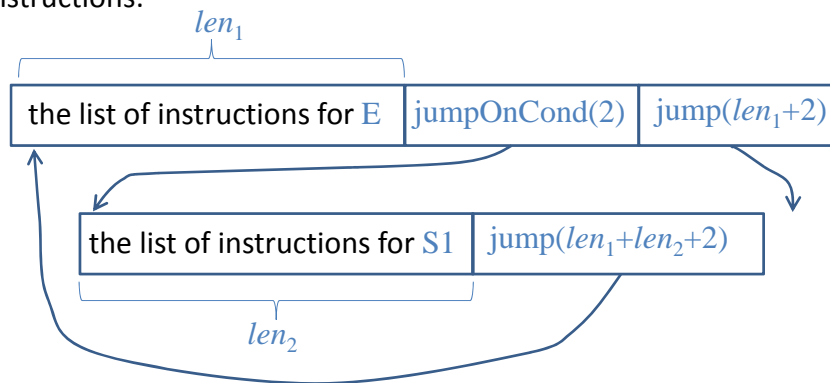 nstructions:
len₁
the list of instructions for E jumpOnCond(2) jump(len₁+2)
the list of instructions for S1 jump(len₁+len₂+2)
len₂